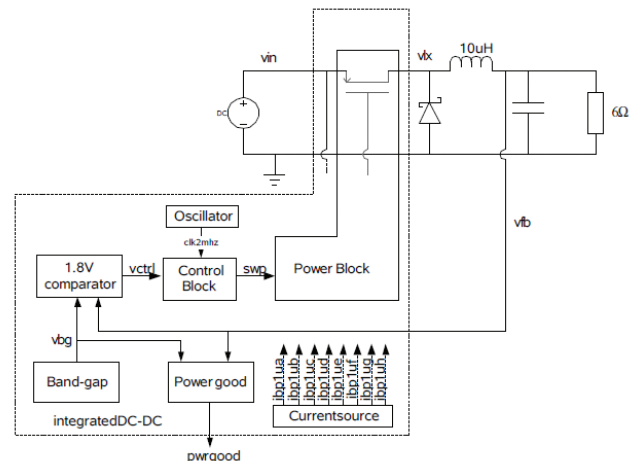 vin
vlx
10uH
DC
+
-
6Ω
vfb
Oscillator
clk2mhz
1.8V
comparator
vctrl
Control
Block
swp
Power Block
vbg
Band-gap
Power good
ibp1ua
ibp1ub
ibp1uc
ibp1ud
ibp1ue
ibp1uf
ibp1ug
ibp1uh
Currentsource
integratedDC-DC
pwrgood